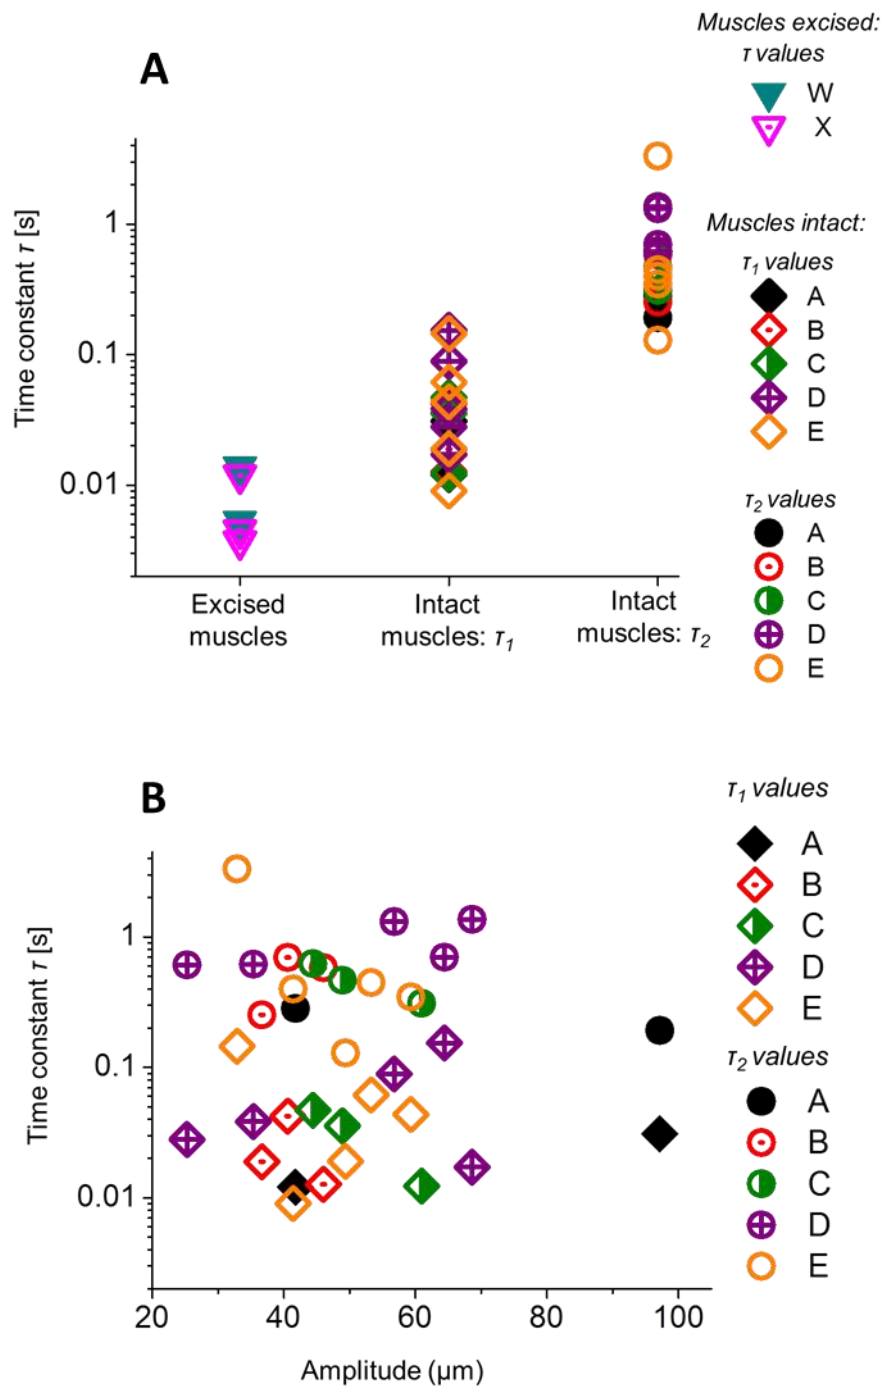 A
Muscles excised:
τ values
W
X
Time constant τ [s]
1
0.1
0.01
Excised
muscles
Intact
muscles: τ1
Intact
muscles: τ2
Muscles intact:
τ1 values
A
B
C
D
E
τ2 values
A
B
C
D
E
B
Time constant τ [s]
1
0.1
0.01
20
40
60
80
100
Amplitude (μm)
τ1 values
A
B
C
D
E
τ2 values
A
B
C
D
E